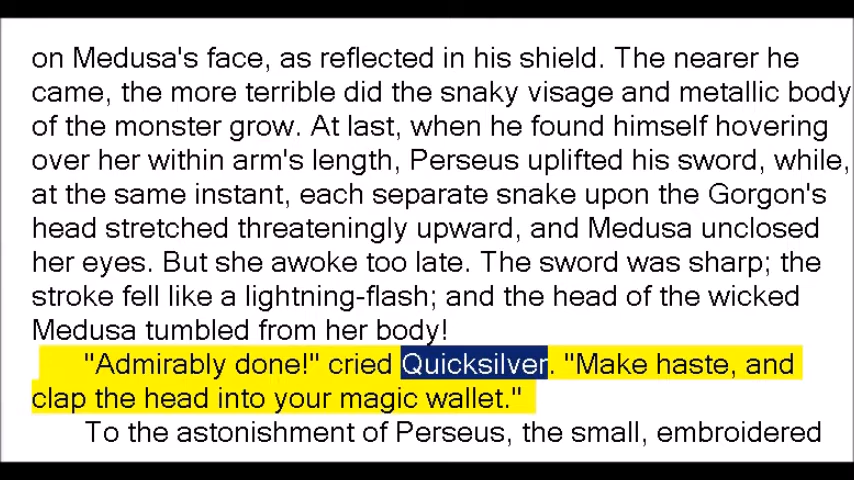 on Medusa's face, as reflected in his shield. The nearer he
came, the more terrible did the snaky visage and metallic body
of the monster grow. At last, when he found himself hovering
over her within arm's length, Perseus uplifted his sword, while,
at the same instant, each separate snake upon the Gorgon's
head stretched threateningly upward, and Medusa unclosed
her eyes. But she awoke too late. The sword was sharp; the
stroke fell like a lightning-flash; and the head of the wicked
Medusa tumbled from her body!
"Admirably done!" cried Quicksilver. "Make haste, and
clap the head into your magic wallet."
To the astonishment of Perseus, the small, embroidered